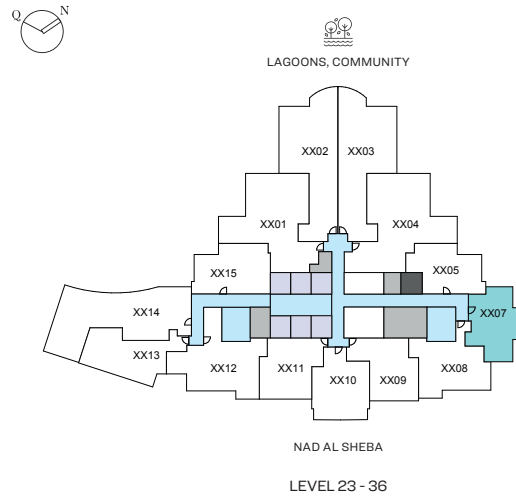 Q N
LAGOONS, COMMUNITY
XX02 XX03
XX01 XX04
XX15 XX05
XX14 XX07
XX13 XX12 XX11 XX10 XX09 XX08
NAD AL SHEBA
LEVEL 23 - 36